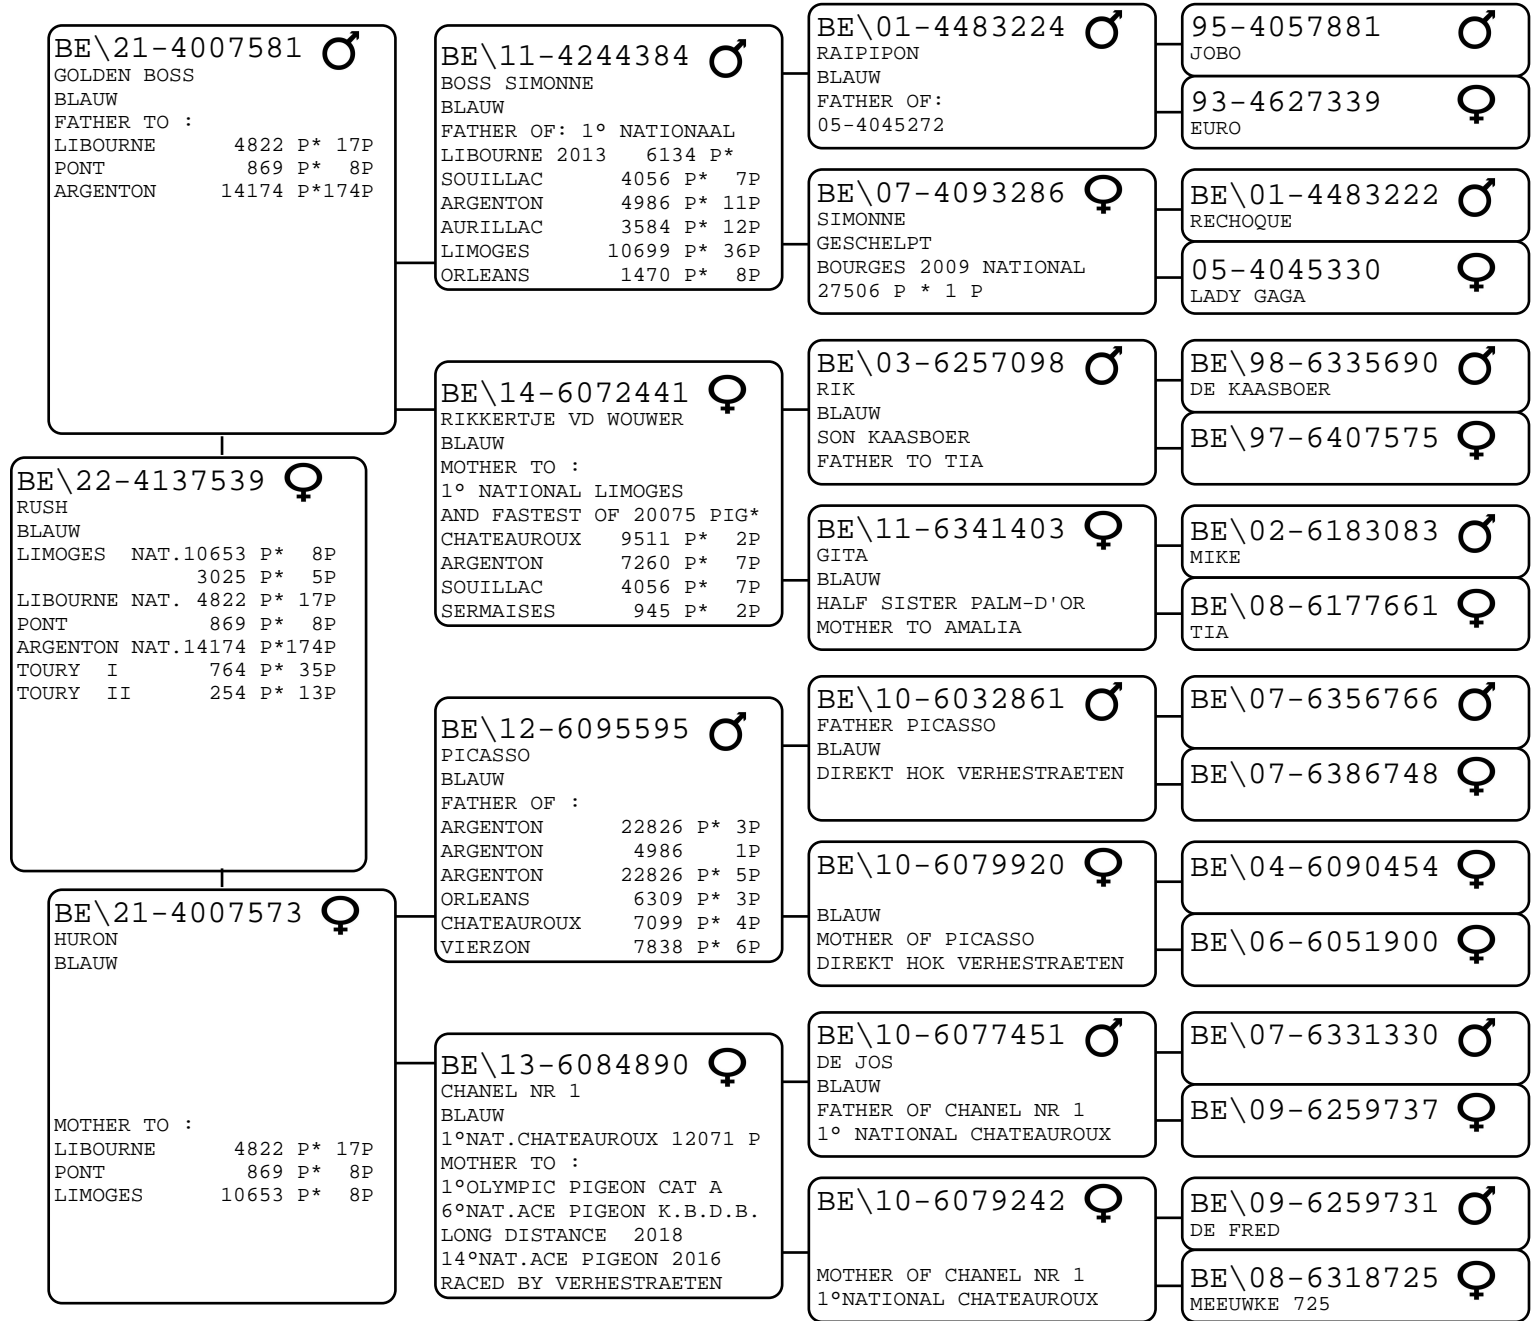 BE\21-4007581 ♂
GOLDEN BOSS
BLAUW
FATHER TO :
LIBOURNE 4822 P* 17P
PONT 869 P* 8P
ARGENTON 14174 P*174P
BE\22-4137539 ♀
RUSH
BLAUW
LIMOGES NAT.10653 P* 8P
3025 P* 5P
LIBOURNE NAT. 4822 P* 17P
PONT 869 P* 8P
ARGENTON NAT.14174 P*174P
TOURY I 764 P* 35P
TOURY II 254 P* 13P
BE\21-4007573 ♀
HURON
BLAUW
MOTHER TO :
LIBOURNE 4822 P* 17P
PONT 869 P* 8P
LIMOGES 10653 P* 8P
BE\11-4244384 ♂
BOSS SIMONNE
BLAUW
FATHER OF: 1º NATIONAAL
LIBOURNE 2013 6134 P*
SOUILLAC 4056 P* 7P
ARGENTON 4986 P* 11P
AURILLAC 3584 P* 12P
LIMOGES 10699 P* 36P
ORLEANS 1470 P* 8P
BE\14-6072441 ♀
RIKKERTJE VD WOUWER
BLAUW
MOTHER TO :
1º NATIONAL LIMOGES
AND FASTEST OF 20075 PIG*
CHATEAUROUX 9511 P* 2P
ARGENTON 7260 P* 7P
SOUILLAC 4056 P* 7P
SERMAISES 945 P* 2P
BE\12-6095595 ♂
PICASSO
BLAUW
FATHER OF :
ARGENTON 22826 P* 3P
ARGENTON 4986 1P
ARGENTON 22826 P* 5P
ORLEANS 6309 P* 3P
CHATEAUROUX 7099 P* 4P
VIERZON 7838 P* 6P
BE\13-6084890 ♀
CHANEL NR 1
BLAUW
1ºNAT.CHATEAUROUX 12071 P
MOTHER TO :
1ºOLYMPIC PIGEON CAT A
6ºNAT.ACE PIGEON K.B.D.B.
LONG DISTANCE 2018
14ºNAT.ACE PIGEON 2016
RACED BY VERHESTRAETEN
BE\01-4483224 ♂
RAIPIPON
BLAUW
FATHER OF:
05-4045272
BE\07-4093286 ♀
SIMONNE
GESCHELPT
BOURGES 2009 NATIONAL
27506 P * 1 P
BE\03-6257098 ♂
RIK
BLAUW
SON KAASBOER
FATHER TO TIA
BE\11-6341403 ♀
GITA
BLAUW
HALF SISTER PALM-D'OR
MOTHER TO AMALIA
BE\10-6032861 ♂
FATHER PICASSO
BLAUW
DIREKT HOK VERHESTRAETEN
BE\10-6079920 ♀
BLAUW
MOTHER OF PICASSO
DIREKT HOK VERHESTRAETEN
BE\10-6077451 ♂
DE JOS
BLAUW
FATHER OF CHANEL NR 1
1º NATIONAL CHATEAUROUX
BE\10-6079242 ♀
MOTHER OF CHANEL NR 1
1ºNATIONAL CHATEAUROUX
95-4057881 ♂
JOBO
93-4627339 ♀
EURO
BE\01-4483222 ♂
RECHOQUE
05-4045330 ♀
LADY GAGA
BE\98-6335690 ♂
DE KAASBOER
BE\97-6407575 ♀
BE\02-6183083 ♂
MIKE
BE\08-6177661 ♀
TIA
BE\07-6356766 ♂
BE\07-6386748 ♀
BE\04-6090454 ♀
BE\06-6051900 ♀
BE\07-6331330 ♂
BE\09-6259737 ♀
BE\09-6259731 ♂
DE FRED
BE\08-6318725 ♀
MEEUWKE 725